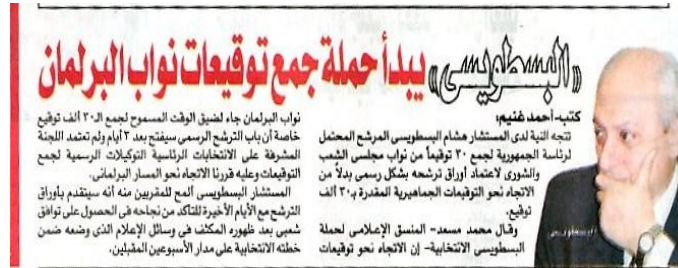 «البسطويسى» يبدأ حملة جمع توقيعات نواب البرلمان
كتب-أحمد غنيم:
تتجه النية لدى المستشار هشام البسطويسى المرشح المحتمل
لرئاسة الجمهورية لجمع ٣٠ توقيعاً من نواب مجلسى الشعب
والشورى لاعتماد أوراق ترشحه بشكل رسمى بدلاً من
الاتجاه نحو التوقيعات الجماهيرية المقدرة بـ٣٠ ألف
توقيع.
وقال محمد مسعد- المنسق الإعلامى لحملة
البسطويسى الانتخابية- إن الاتجاه نحو توقيعات
نواب البرلمان جاء لضيق الوقت المسموح لجمع الـ٣٠ ألف توقيع
خاصة أن باب الترشح الرسمى سيفتح بعد ٣ أيام ولم تعتمد اللجنة
المشرفة على الانتخابات الرئاسية التوكيلات الرسمية لجمع
التوقيعات وعليه قررنا الاتجاه نحو المسار البرلمانى.
المستشار البسطويسى ألمح للمقربين منه أنه سيتقدم بأوراق
الترشح مع الأيام الأخيرة للتأكد من نجاحه فى الحصول على توافق
شعبى بعد ظهوره المكثف فى وسائل الإعلام الذى وضعه ضمن
خطته الانتخابية على مدار الأسبوعين المقبلين.
البسطويسى